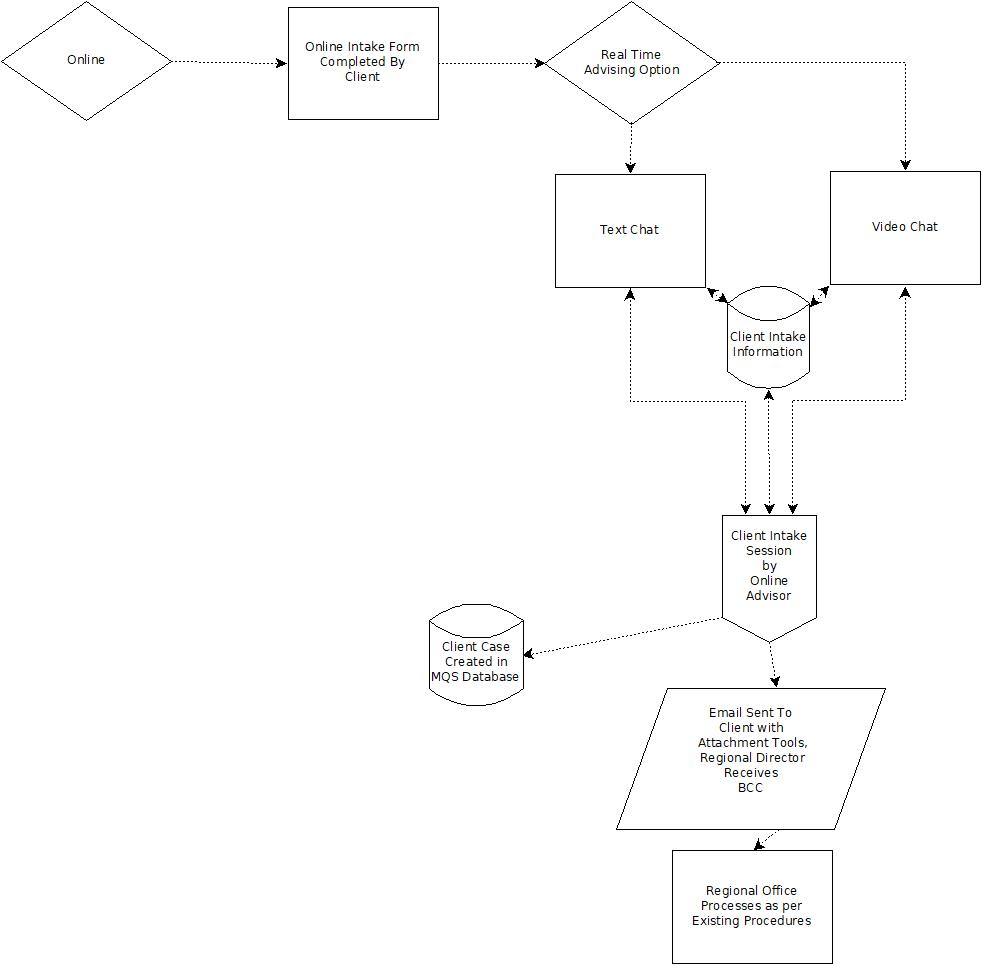 Online
Online Intake Form
Completed By
Client
Real Time
Advising Option
Text Chat
Video Chat
Client Intake
Information
Client Intake
Session
by
Online
Advisor
Client Case
Created in
MQS Database
Email Sent To
Client with
Attachment Tools,
Regional Director
Receives
BCC
Regional Office
Processes as per
Existing Procedures